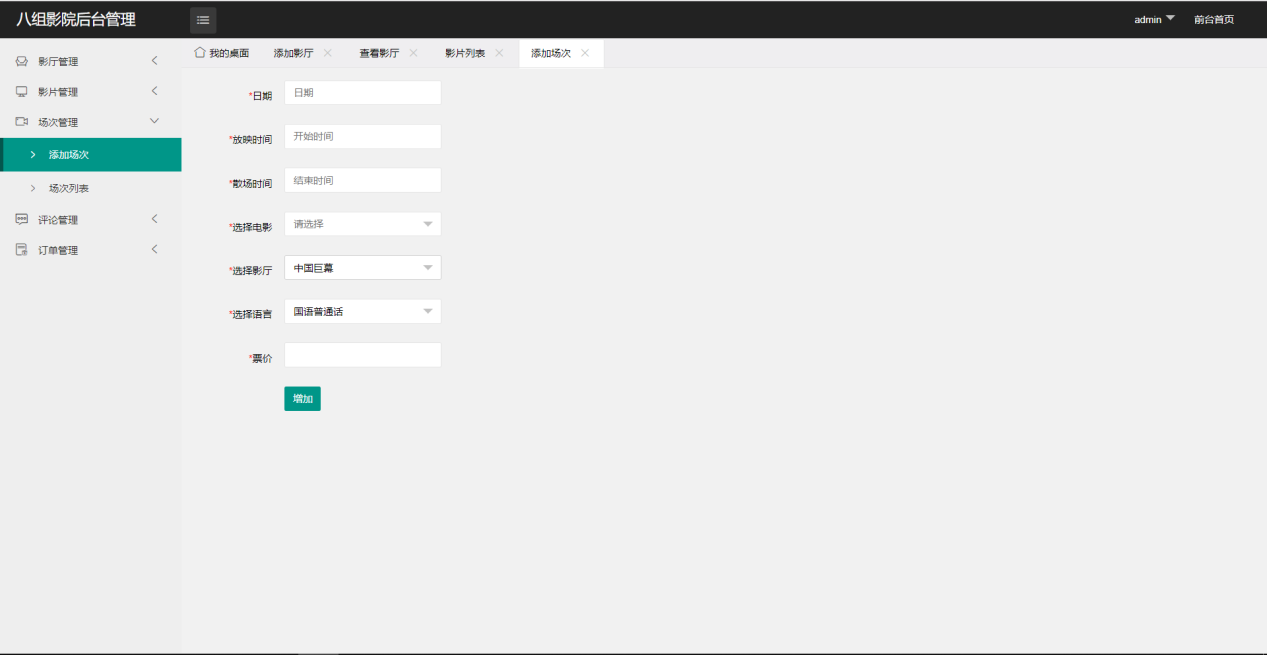 八组影院后台管理
admin
前台首页
影厅管理
影片管理
场次管理
添加场次
场次列表
评论管理
订单管理
我的桌面
添加影厅
查看影厅
影片列表
添加场次
*日期
日期
*放映时间
开始时间
*散场时间
结束时间
*选择电影
请选择
*选择影厅
中国巨幕
*选择语言
国语普通话
*票价
增加